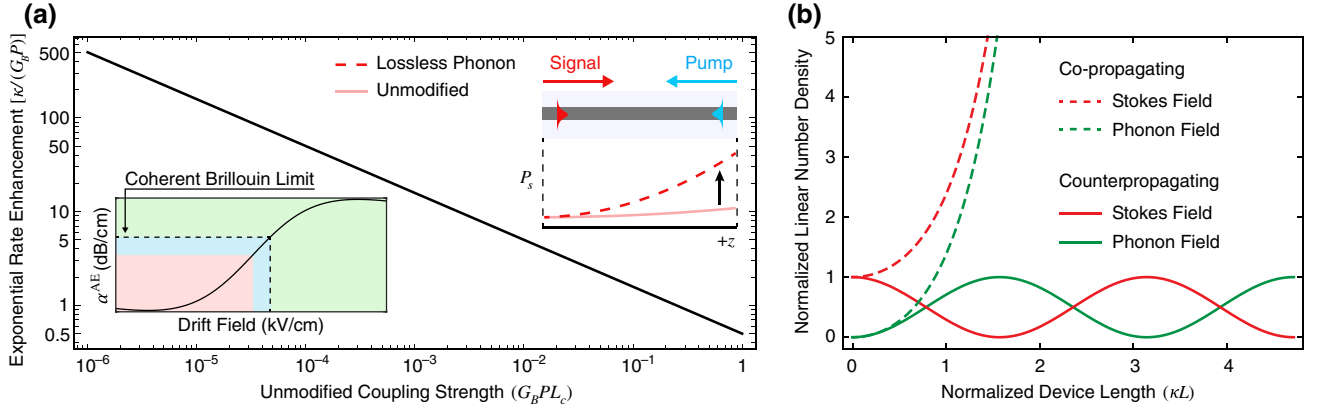 (a)
Exponential Rate Enhancement [κ/(G_B P)]
500
100
50
10
5
1
0.5
Lossless Phonon
Unmodified
Signal
Pump
P_s
+z
Coherent Brillouin Limit
α^AE (dB/cm)
Drift Field (kV/cm)
10^−6
10^−5
10^−4
10^−3
10^−2
10^−1
1
Unmodified Coupling Strength (G_B P L_c)
(b)
Normalized Linear Number Density
5
4
3
2
1
0
Co-propagating
Stokes Field
Phonon Field
Counterpropagating
Stokes Field
Phonon Field
0
1
2
3
4
Normalized Device Length (κL)